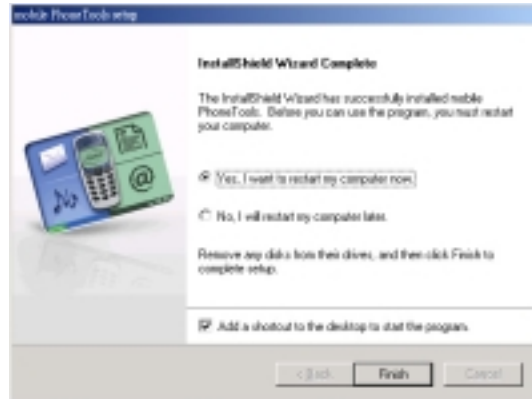 mobile PhoneTools setup
InstallShield Wizard Complete
The InstallShield Wizard has successfully installed mobile
PhoneTools. Before you can use the program, you must restart
your computer.
Yes, I want to restart my computer now.
No, I will restart my computer later.
Remove any disks from their drives, and then click Finish to
complete setup.
Add a shortcut to the desktop to start the program.
< Back
Finish
Cancel